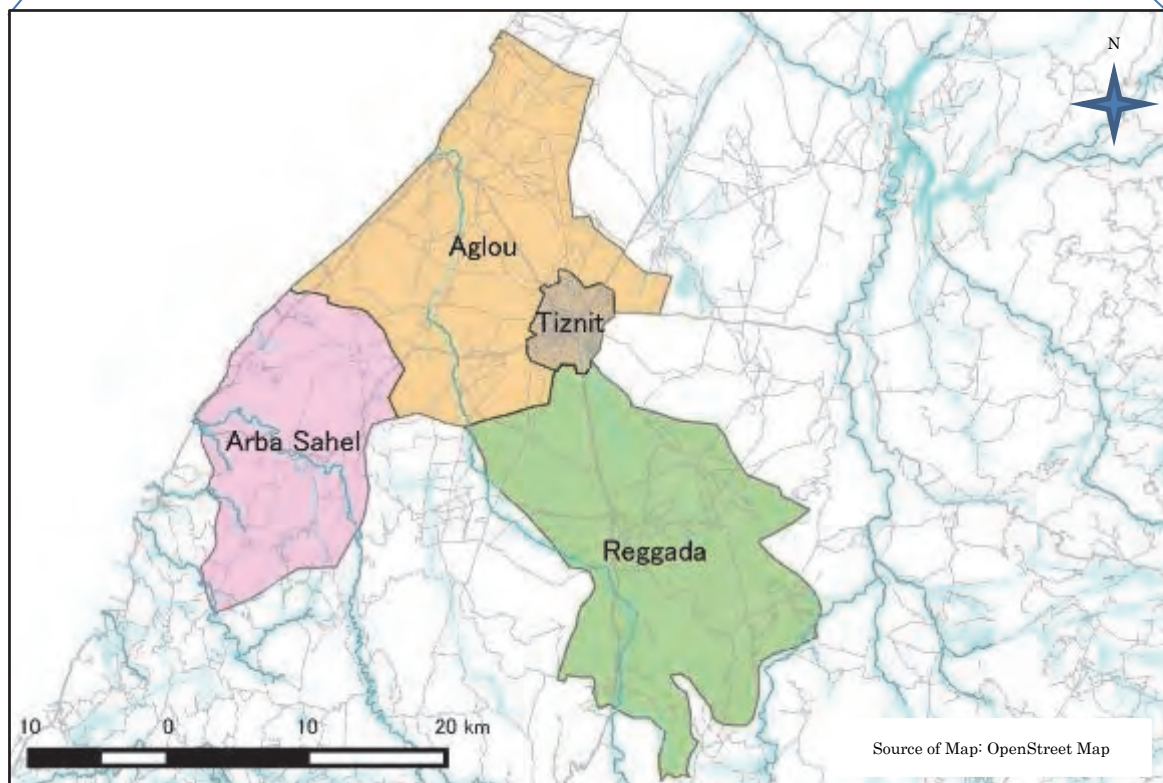 N
Aglou
Tiznit
Arba Sahel
Reggada
10 0 10 20 km
Source of Map: OpenStreet Map